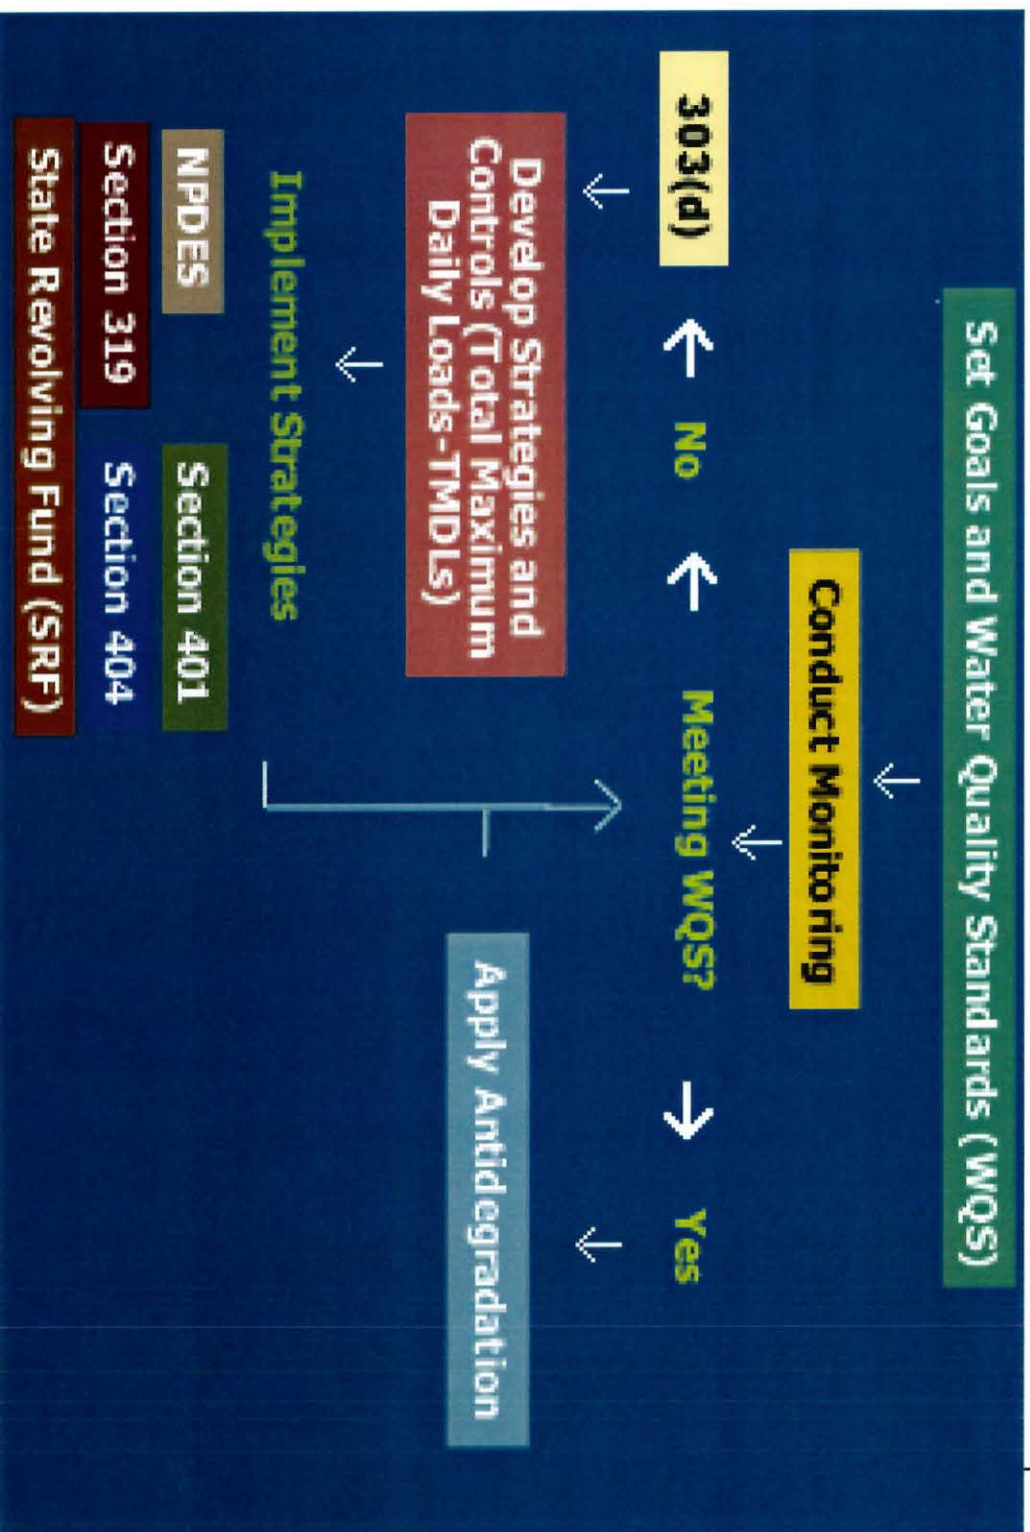 Set Goals and Water Quality Standards (WQS)
Conduct Monitoring
303(d)
No
Meeting WQS?
Yes
Develop Strategies and
Controls (Total Maximum
Daily Loads-TMDLs)
Apply Antidegradation
Implement Strategies
NPDES
Section 401
Section 319
Section 404
State Revolving Fund (SRF)